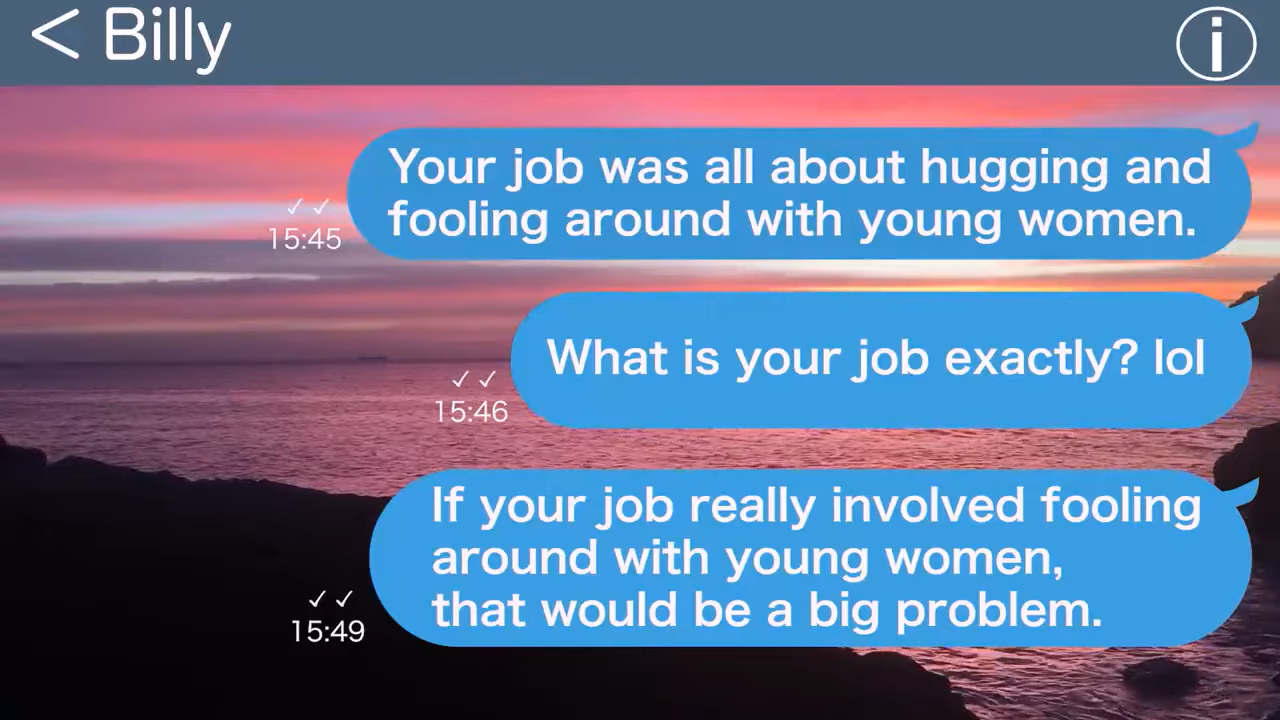 < Billy
i
Your job was all about hugging and
fooling around with young women.
✓✓
15:45
What is your job exactly? lol
✓✓
15:46
If your job really involved fooling
around with young women,
that would be a big problem.
✓✓
15:49